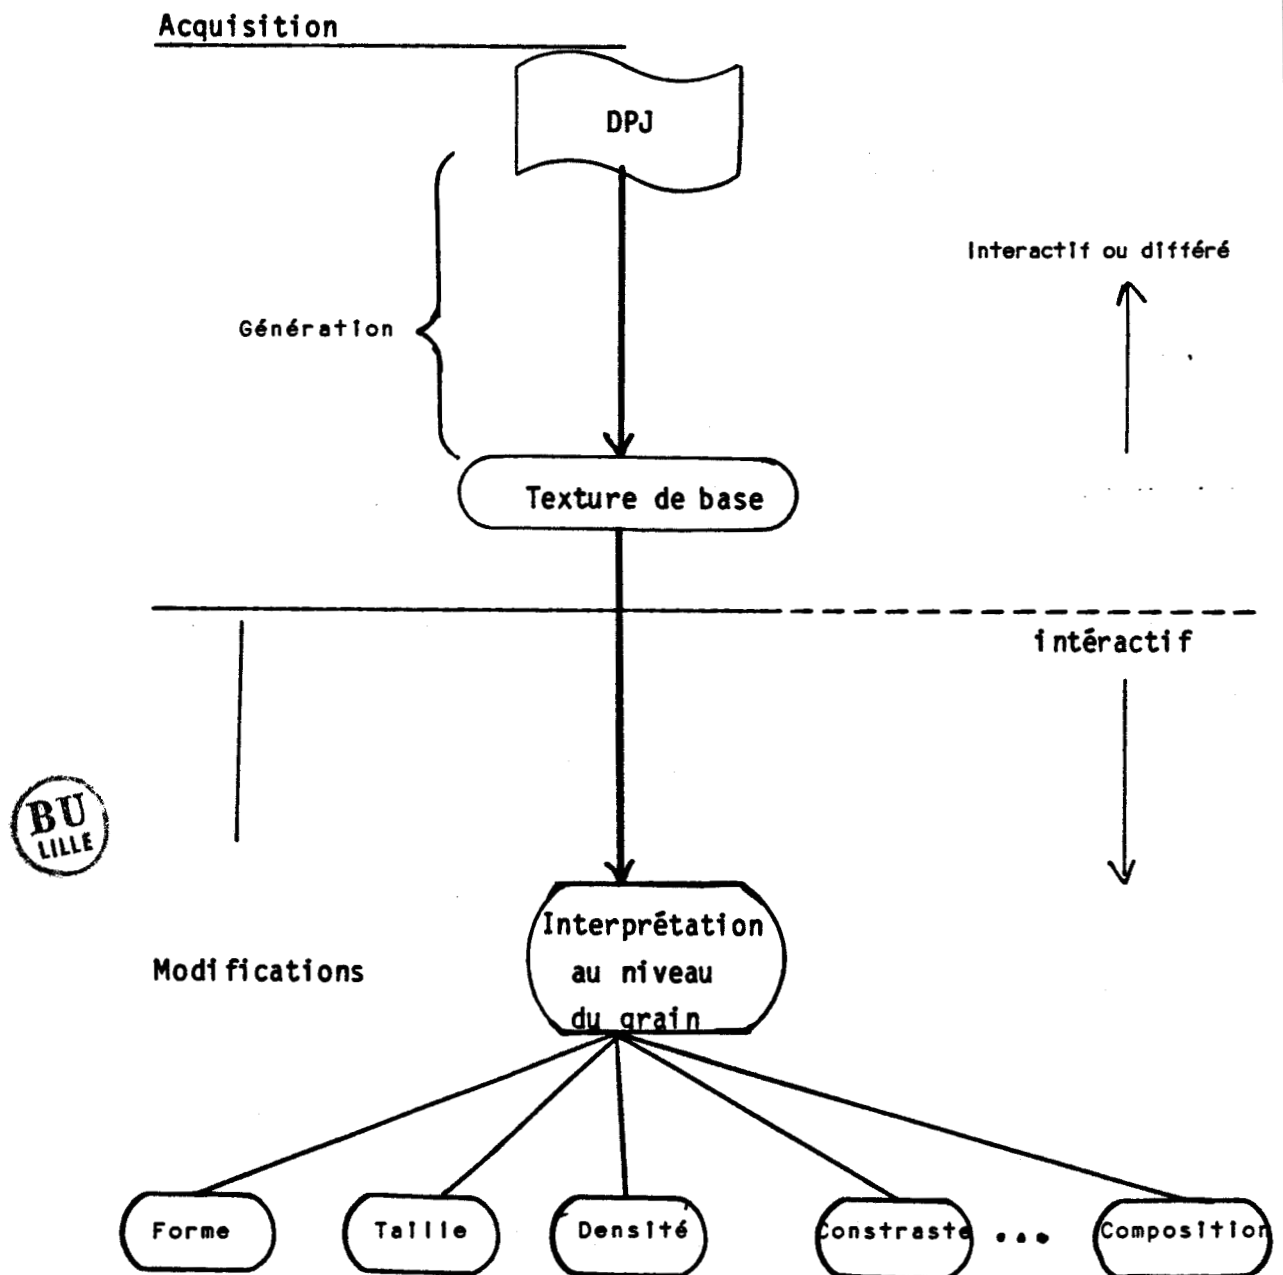 Acquisition
DPJ
Interactif ou différé
Génération
Texture de base
intéractif
BU
LILLE
Interprétation
au niveau
du grain
Modifications
Forme
Taille
Densité
Constraste
...
Composition